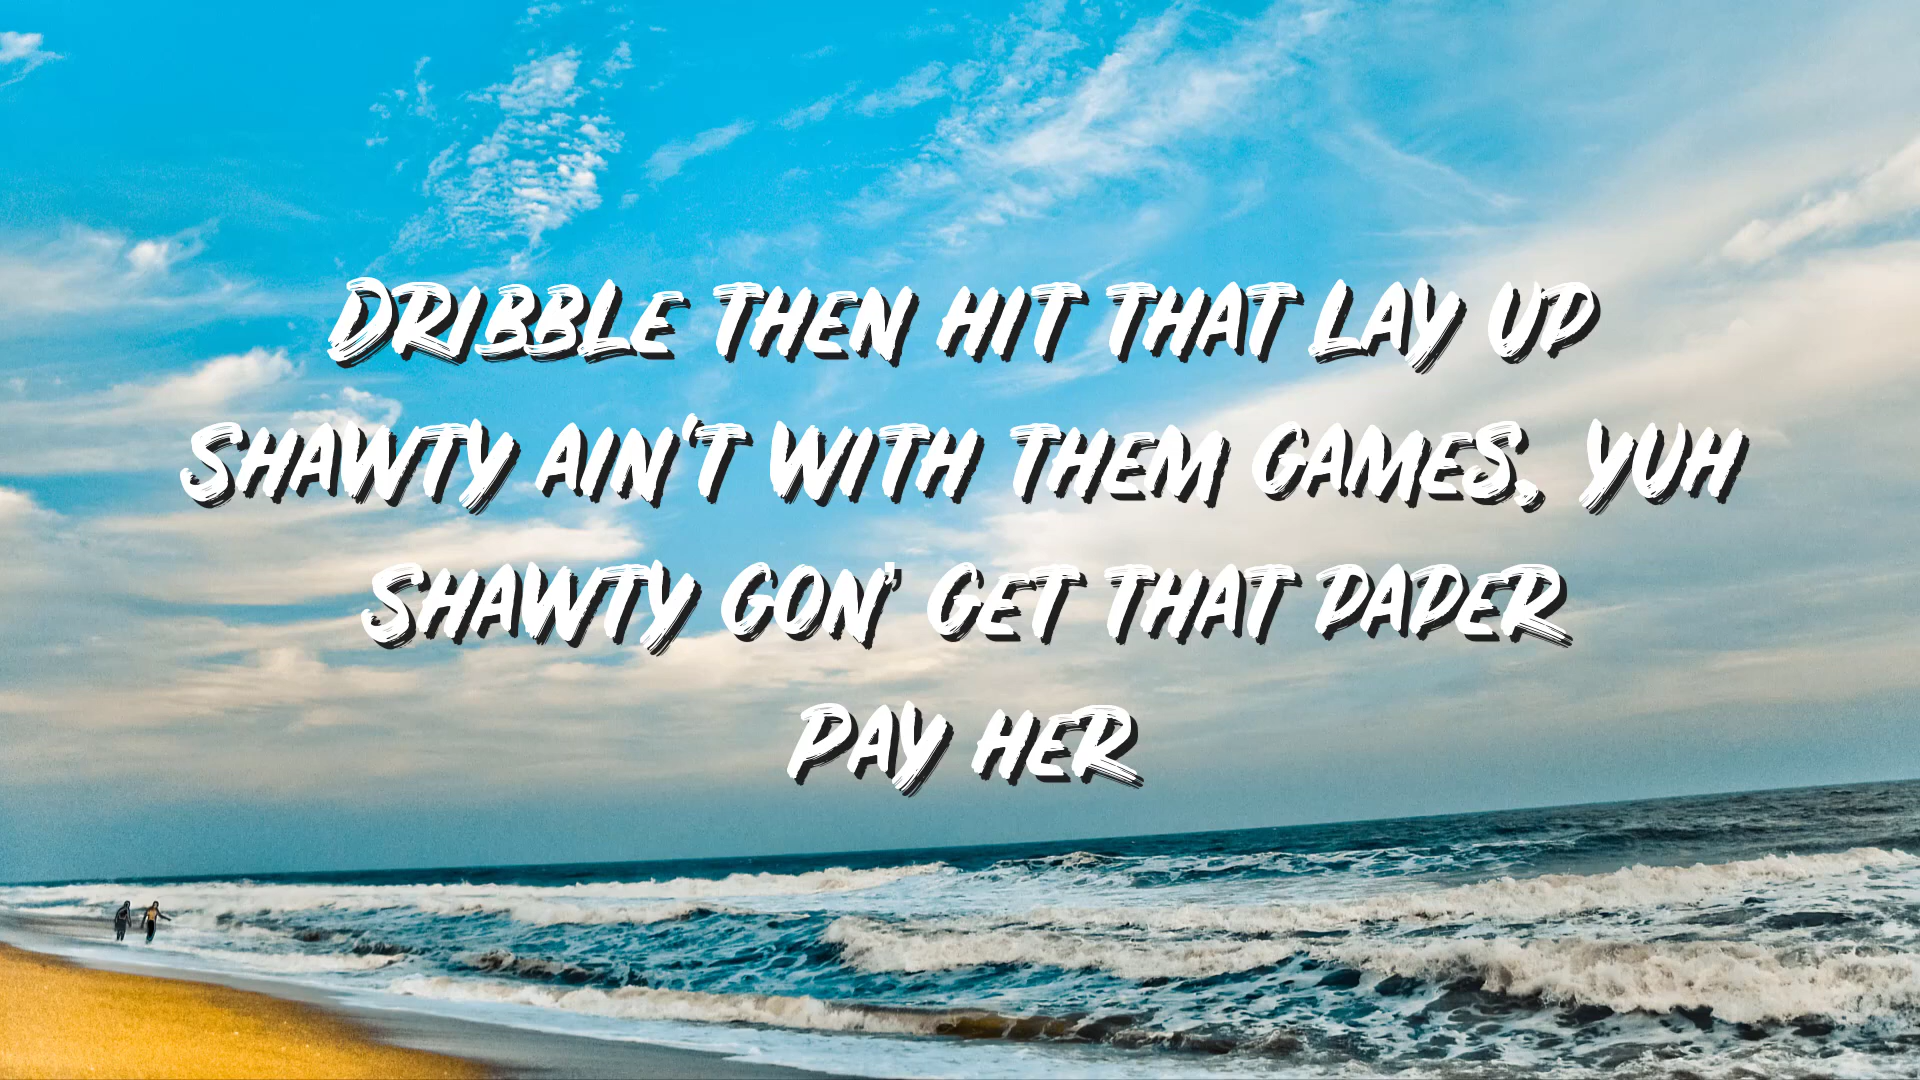 Dribble then hit that lay up
Shawty ain't with them games, yuh
Shawty gon' get that paper
Pay her